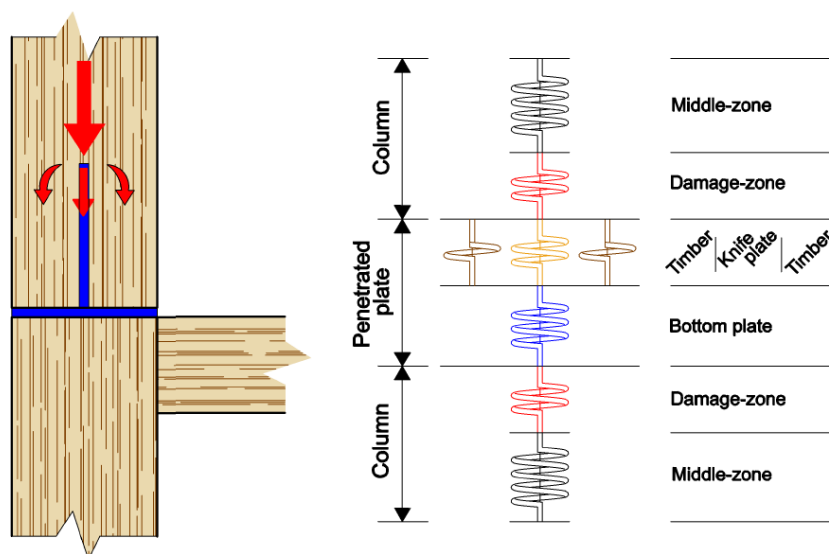 Column
Middle-zone
Damage-zone
Penetrated
plate
Timber
Knife
plate
Timber
Bottom plate
Column
Damage-zone
Middle-zone